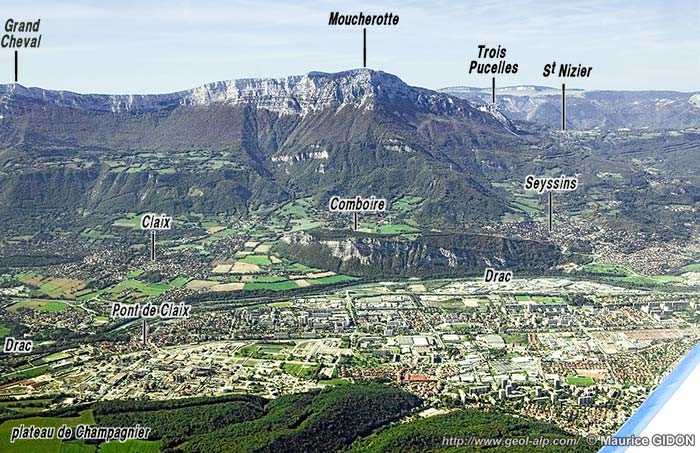 Grand
Cheval
Moucherotte
Trois
Pucelles
St Nizier
Seyssins
Comboire
Claix
Drac
Pont de Claix
Drac
plateau de Champagnier
http://www.geol-alp.com/ © Maurice GIDON